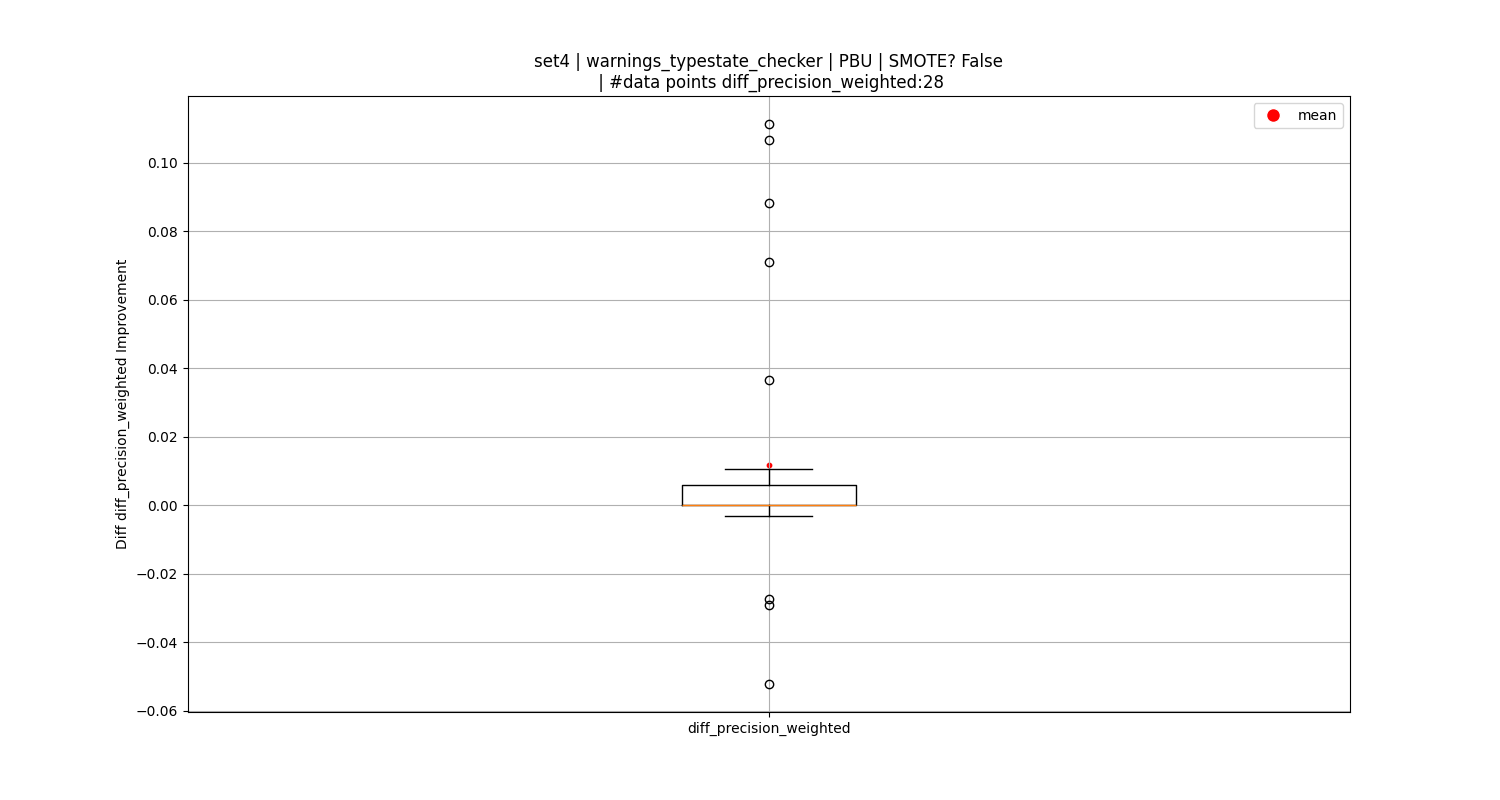 set4 | warnings_typestate_checker | PBU | SMOTE? False
| #data points diff_precision_weighted:28
mean
0.10
0.08
0.06
0.04
0.02
0.00
−0.02
−0.04
−0.06
Diff diff_precision_weighted Improvement
diff_precision_weighted